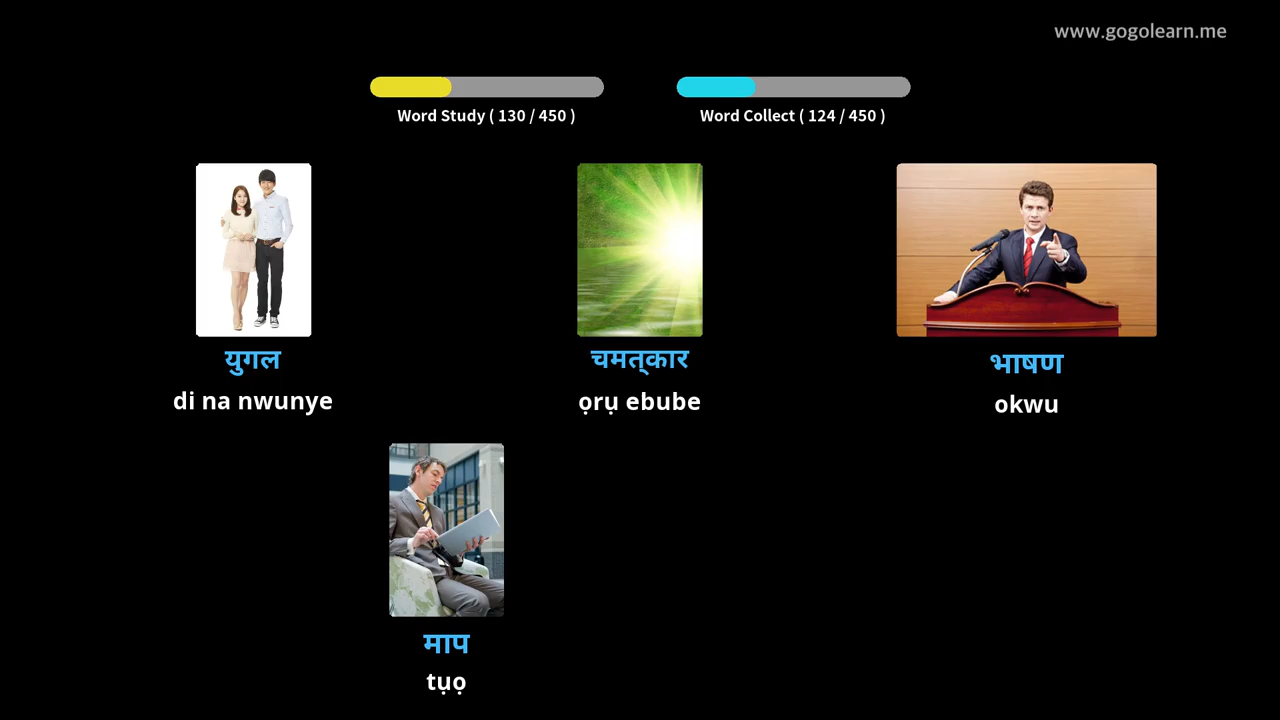 www.gogolearn.me
Word Study ( 130 / 450 )
Word Collect ( 124 / 450 )
युगल
di na nwunye
चमत्कार
ọrụ ebube
भाषण
okwu
माप
tụọ